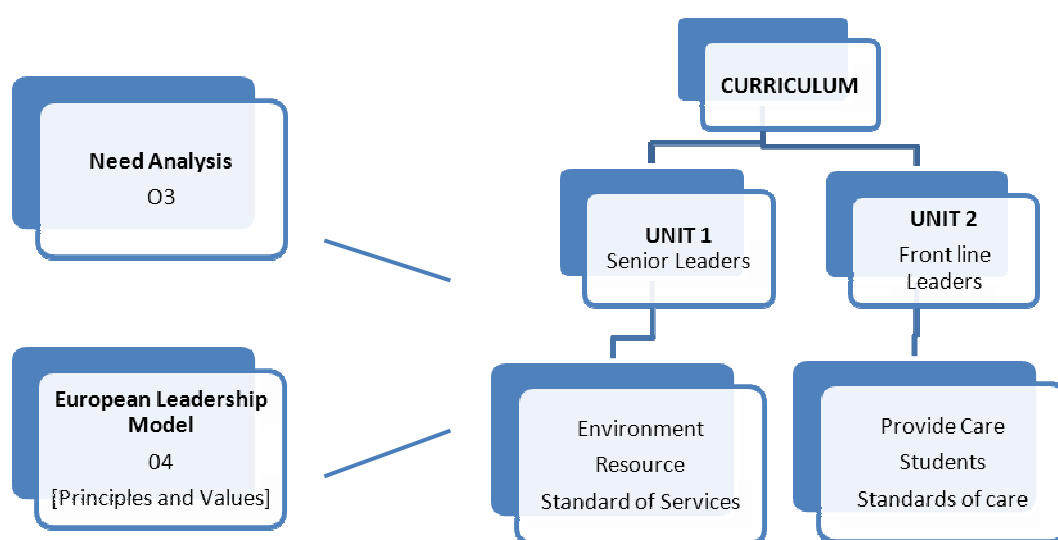 Need Analysis
O3
European Leadership
Model
04
[Principles and Values]
CURRICULUM
UNIT 1
Senior Leaders
UNIT 2
Front line
Leaders
Environment
Resource
Standard of Services
Provide Care
Students
Standards of care